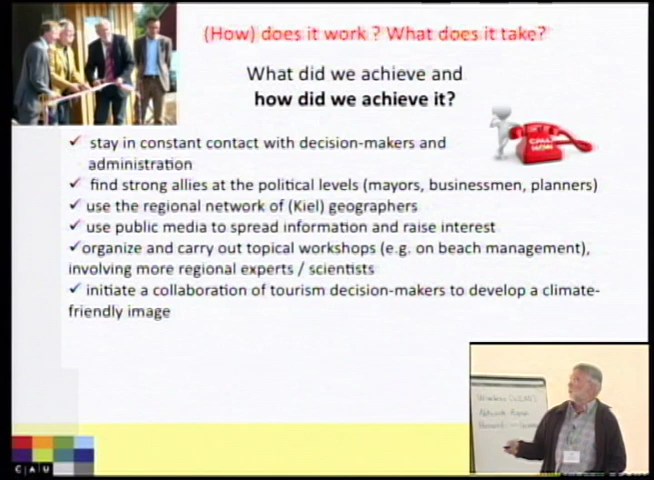 (How) does it work ? What does it take?
What did we achieve and
how did we achieve it?
CALL
NOW
✓ stay in constant contact with decision-makers and
administration
✓ find strong allies at the political levels (mayors, businessmen, planners)
✓ use the regional network of (Kiel) geographers
✓ use public media to spread information and raise interest
✓organize and carry out topical workshops (e.g. on beach management),
involving more regional experts / scientists
✓ initiate a collaboration of tourism decision-makers to develop a climate-
friendly image
C|A|U